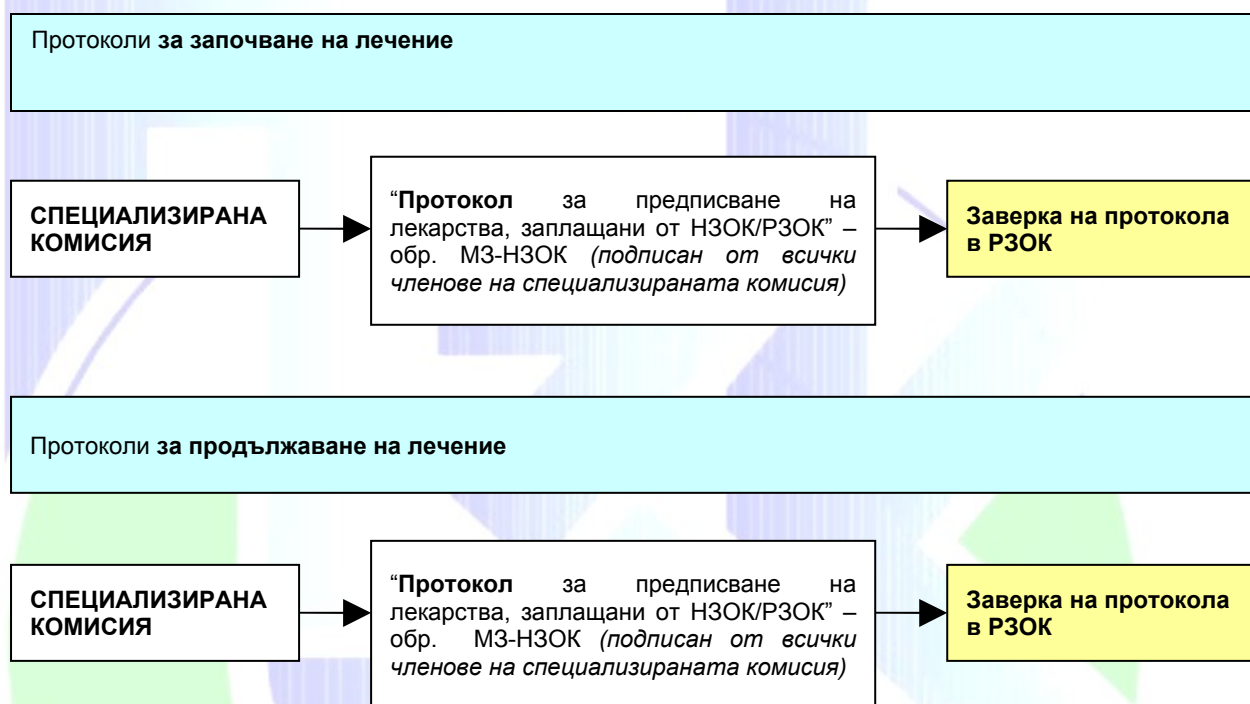 Протоколи за започване на лечение
СПЕЦИАЛИЗИРАНА
КОМИСИЯ
“Протокол за предписване на
лекарства, заплащани от НЗОК/РЗОК” –
обр. МЗ-НЗОК (подписан от всички
членове на специализираната комисия)
Заверка на протокола
в РЗОК
Протоколи за продължаване на лечение
СПЕЦИАЛИЗИРАНА
КОМИСИЯ
“Протокол за предписване на
лекарства, заплащани от НЗОК/РЗОК” –
обр. МЗ-НЗОК (подписан от всички
членове на специализираната комисия)
Заверка на протокола
в РЗОК